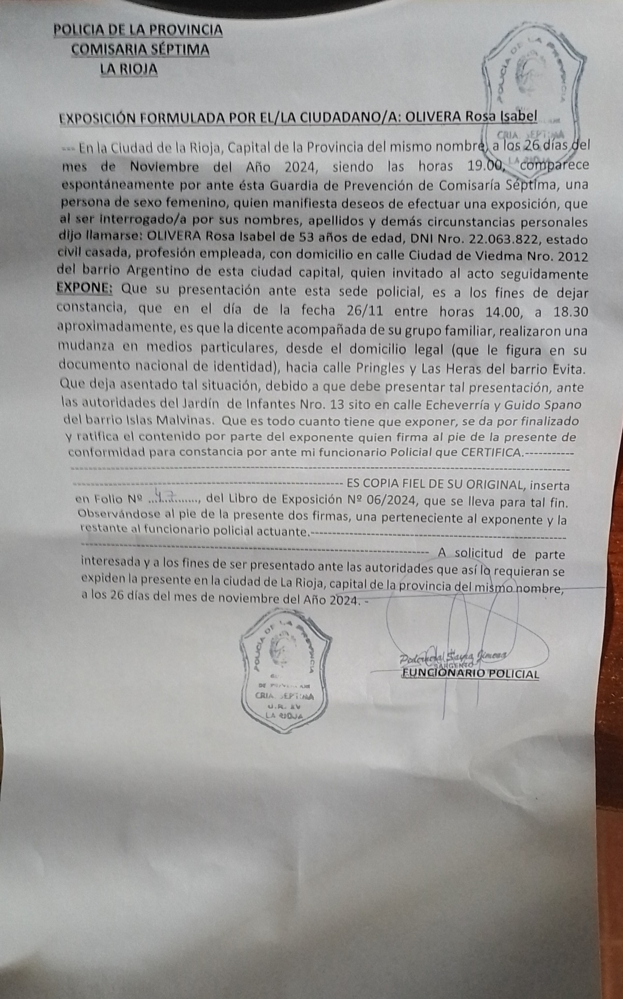 POLICIA DE LA PROVINCIA
COMISARIA SÉPTIMA
LA RIOJA
POLICIA DE LA PROVINCIA
CRIA. SEPTIMA
LA RIOJA
EXPOSICIÓN FORMULADA POR EL/LA CIUDADANO/A: OLIVERA Rosa Isabel
--- En la Ciudad de la Rioja, Capital de la Provincia del mismo nombre, a los 26 días del
mes de Noviembre del Año 2024, siendo las horas 19.00, comparece
espontáneamente por ante ésta Guardia de Prevención de Comisaría Séptima, una
persona de sexo femenino, quien manifiesta deseos de efectuar una exposición, que
al ser interrogado/a por sus nombres, apellidos y demás circunstancias personales
dijo llamarse: OLIVERA Rosa Isabel de 53 años de edad, DNI Nro. 22.063.822, estado
civil casada, profesión empleada, con domicilio en calle Ciudad de Viedma Nro. 2012
del barrio Argentino de esta ciudad capital, quien invitado al acto seguidamente
EXPONE: Que su presentación ante esta sede policial, es a los fines de dejar
constancia, que en el día de la fecha 26/11 entre horas 14.00, a 18.30
aproximadamente, es que la dicente acompañada de su grupo familiar, realizaron una
mudanza en medios particulares, desde el domicilio legal (que le figura en su
documento nacional de identidad), hacia calle Pringles y Las Heras del barrio Evita.
Que deja asentado tal situación, debido a que debe presentar tal presentación, ante
las autoridades del Jardín de Infantes Nro. 13 sito en calle Echeverría y Guido Spano
del barrio Islas Malvinas. Que es todo cuanto tiene que exponer, se da por finalizado
y ratifica el contenido por parte del exponente quien firma al pie de la presente de
conformidad para constancia por ante mi funcionario Policial que CERTIFICA.-----------
---------------------------------------------------------------------------------------------------------------------
--------------------------------------------------------------- ES COPIA FIEL DE SU ORIGINAL, inserta
en Folio Nº ...47......., del Libro de Exposición Nº 06/2024, que se lleva para tal fin.
Observándose al pie de la presente dos firmas, una perteneciente al exponente y la
restante al funcionario policial actuante.------------------------------------------------------------
--------------------------------------------------------------------------------- A solicitud de parte
interesada y a los fines de ser presentado ante las autoridades que así lo requieran se
expiden la presente en la ciudad de La Rioja, capital de la provincia del mismo nombre,
a los 26 días del mes de noviembre del Año 2024. -
POLICIA DE LA PROVINCIA
CRIA. SEPTIMA
U.R. XV
LA RIOJA
Jimena
SARGENTO
FUNCIONARIO POLICIAL